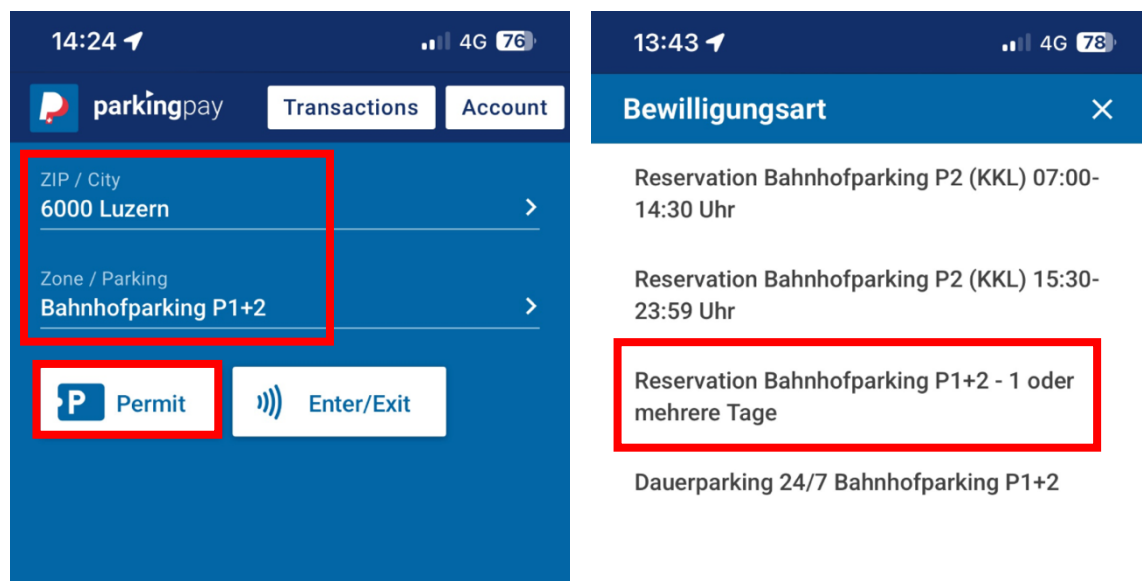 14:24
4G 76
parkingpay
Transactions
Account
ZIP / City
6000 Luzern
Zone / Parking
Bahnhofparking P1+2
P Permit
Enter/Exit
13:43
4G 78
Bewilligungsart
Reservation Bahnhofparking P2 (KKL) 07:00-
14:30 Uhr
Reservation Bahnhofparking P2 (KKL) 15:30-
23:59 Uhr
Reservation Bahnhofparking P1+2 - 1 oder
mehrere Tage
Dauerparking 24/7 Bahnhofparking P1+2